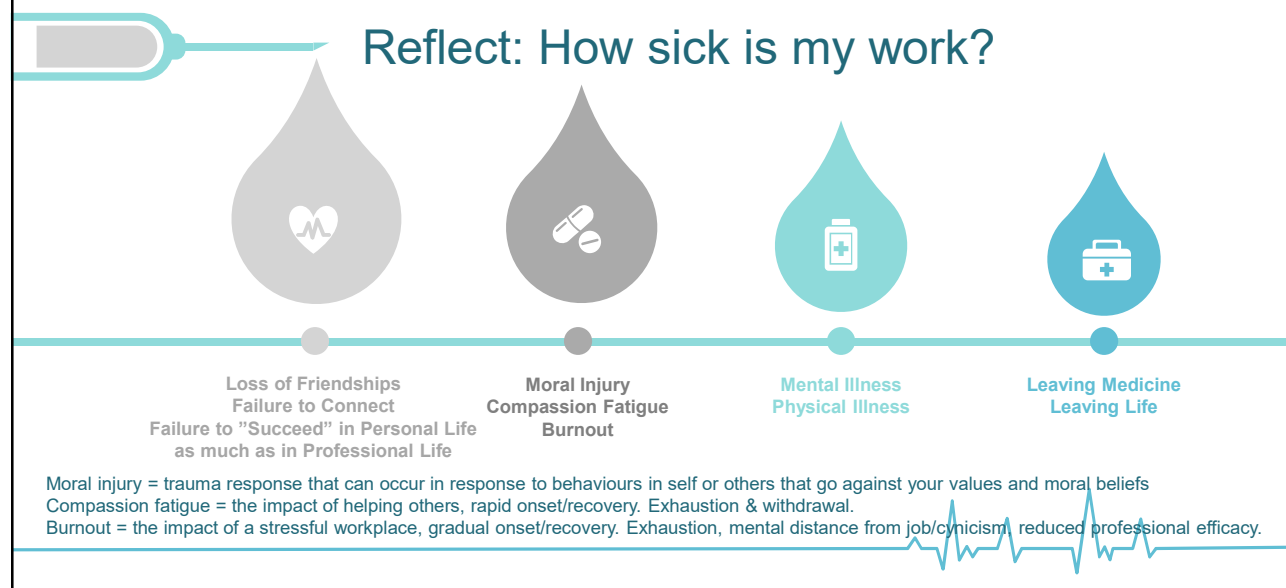 Reflect: How sick is my work?
Loss of Friendships
Failure to Connect
Failure to ”Succeed” in Personal Life
as much as in Professional Life
Moral Injury
Compassion Fatigue
Burnout
Mental Illness
Physical Illness
Leaving Medicine
Leaving Life
Moral injury = trauma response that can occur in response to behaviours in self or others that go against your values and moral beliefs
Compassion fatigue = the impact of helping others, rapid onset/recovery. Exhaustion & withdrawal.
Burnout = the impact of a stressful workplace, gradual onset/recovery. Exhaustion, mental distance from job/cynicism, reduced professional efficacy.